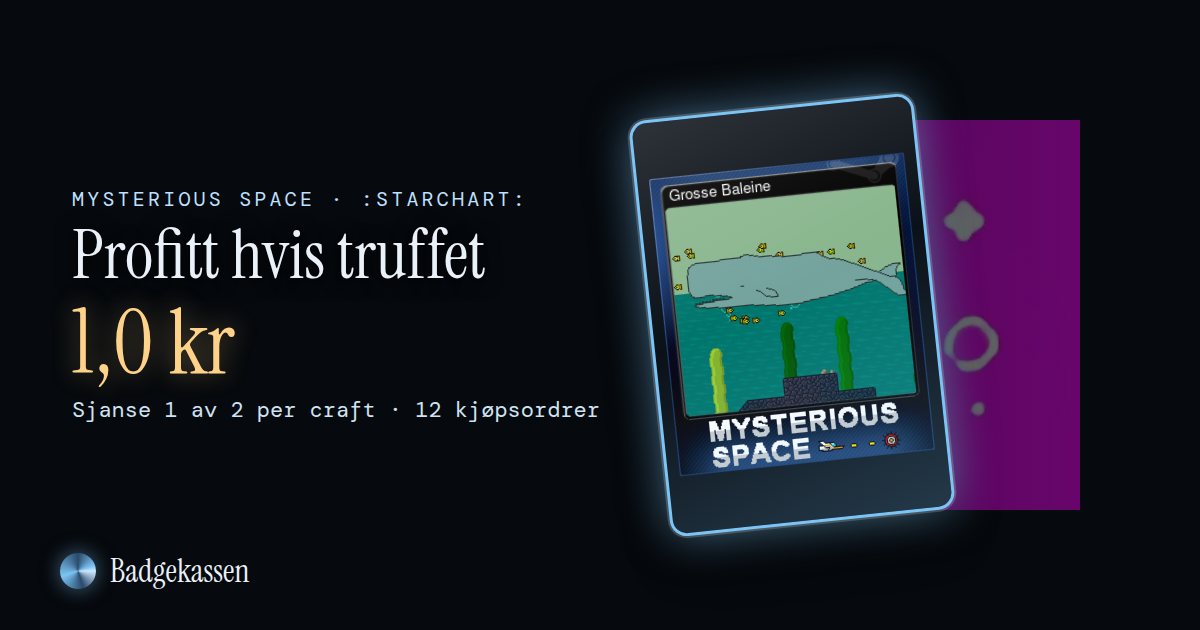 MYSTERIOUS SPACE · :STARCHART:
Profitt hvis truffet
1,0 kr
Sjanse 1 av 2 per craft · 12 kjøpsordrer
Badgekassen
Grosse Baleine
MYSTERIOUS
SPACE